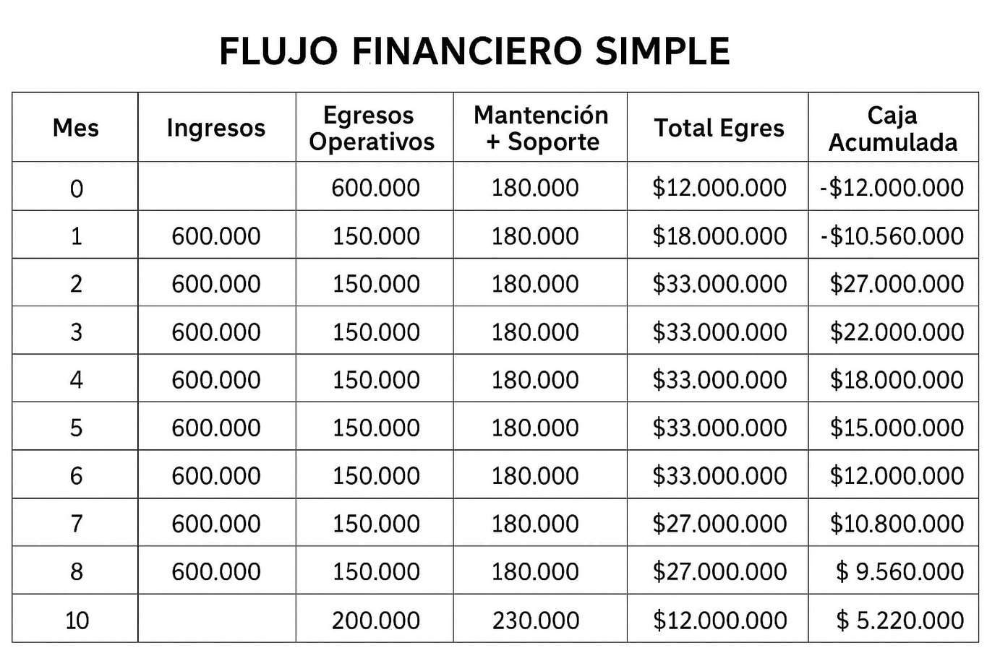 FLUJO FINANCIERO SIMPLE
Mes Ingresos Egresos Operativos Mantención + Soporte Total Egres Caja Acumulada
0 600.000 180.000 $12.000.000 -$12.000.000
1 600.000 150.000 180.000 $18.000.000 -$10.560.000
2 600.000 150.000 180.000 $33.000.000 $27.000.000
3 600.000 150.000 180.000 $33.000.000 $22.000.000
4 600.000 150.000 180.000 $33.000.000 $18.000.000
5 600.000 150.000 180.000 $33.000.000 $15.000.000
6 600.000 150.000 180.000 $33.000.000 $12.000.000
7 600.000 150.000 180.000 $27.000.000 $10.800.000
8 600.000 150.000 180.000 $27.000.000 $ 9.560.000
10 200.000 230.000 $12.000.000 $ 5.220.000